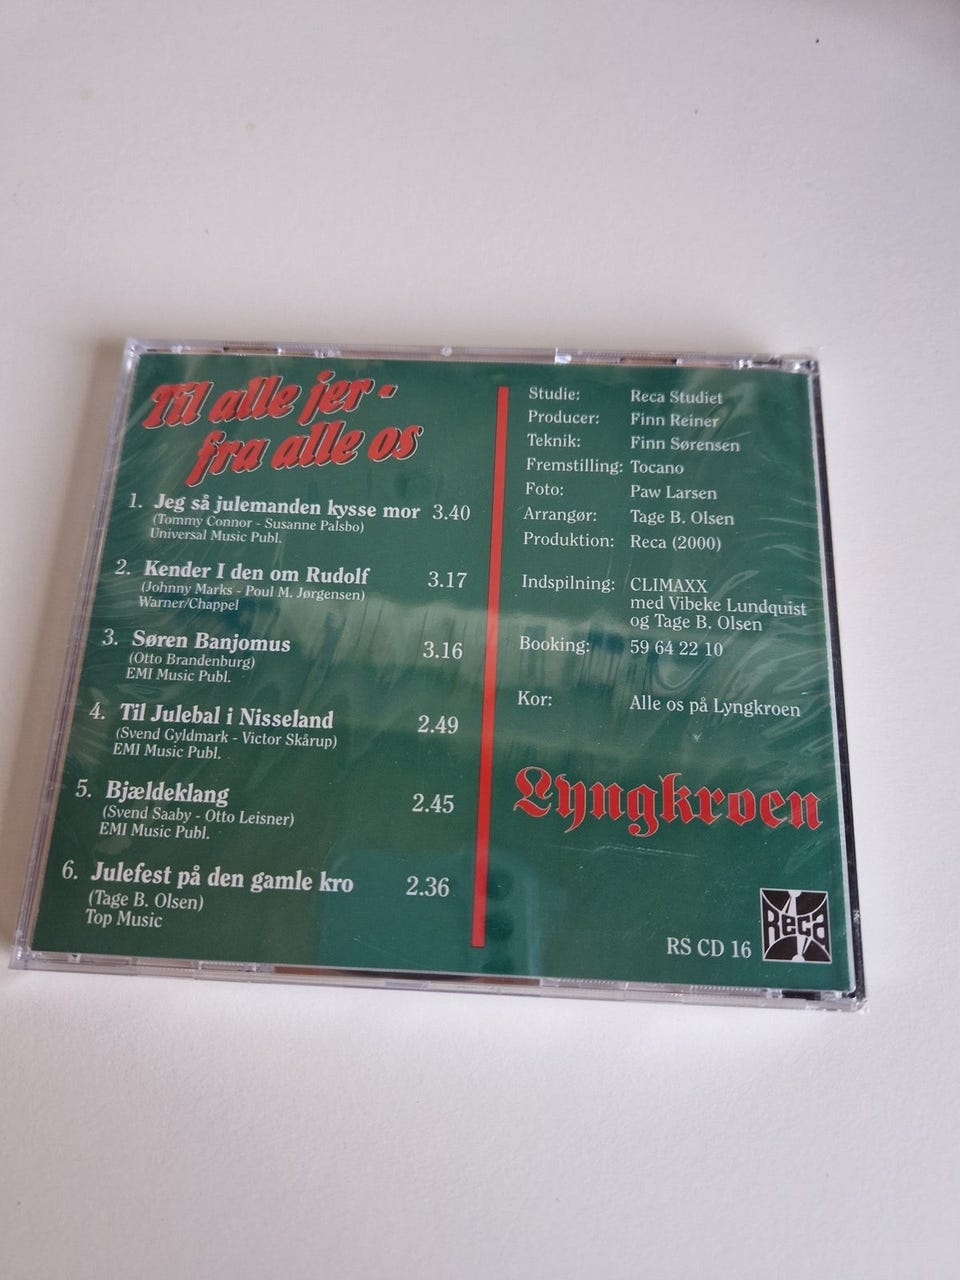 Til alle jer -
fra alle os
1. Jeg så julemanden kysse mor 3.40
(Tommy Connor - Susanne Palsbo)
Universal Music Publ.
2. Kender I den om Rudolf 3.17
(Johnny Marks - Poul M. Jørgensen)
Warner/Chappel
3. Søren Banjomus 3.16
(Otto Brandenburg)
EMI Music Publ.
4. Til Julebal i Nisseland 2.49
(Svend Gyldmark - Victor Skårup)
EMI Music Publ.
5. Bjældeklang 2.45
(Svend Saaby - Otto Leisner)
EMI Music Publ.
6. Julefest på den gamle kro 2.36
(Tage B. Olsen)
Top Music
Studie: Reca Studiet
Producer: Finn Reiner
Teknik: Finn Sørensen
Fremstilling: Tocano
Foto: Paw Larsen
Arrangør: Tage B. Olsen
Produktion: Reca (2000)
Indspilning: CLIMAXX
med Vibeke Lundquist
og Tage B. Olsen
Booking: 59 64 22 10
Kor: Alle os på Lyngkroen
Lyngkroen
RS CD 16
Reca